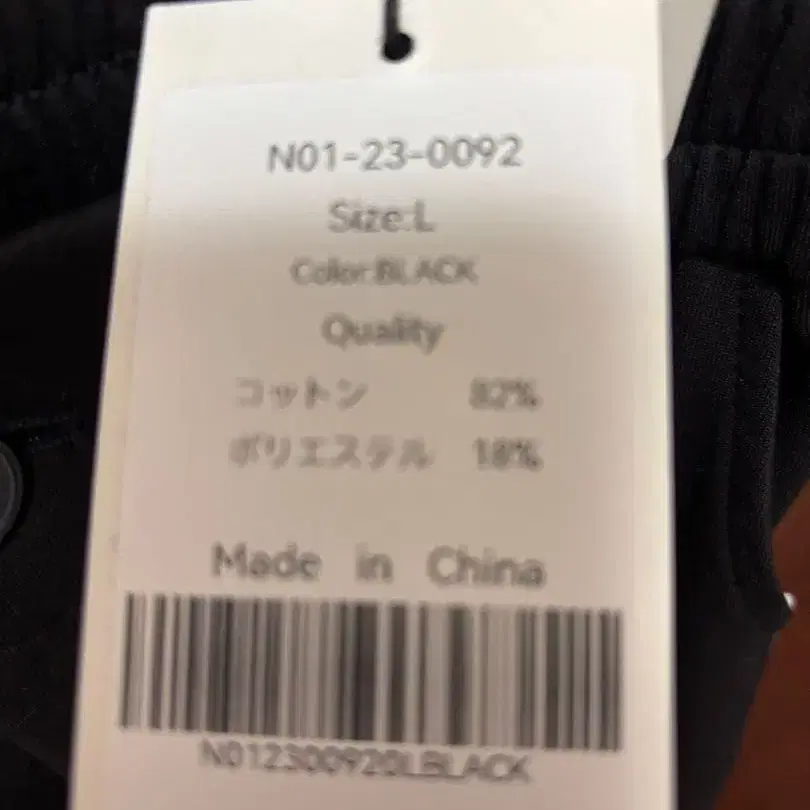 N01-23-0092
Size:L
Color:BLACK
Quality
コットン 82%
ポリエステル 18%
Made in China
N012300920LBLACK